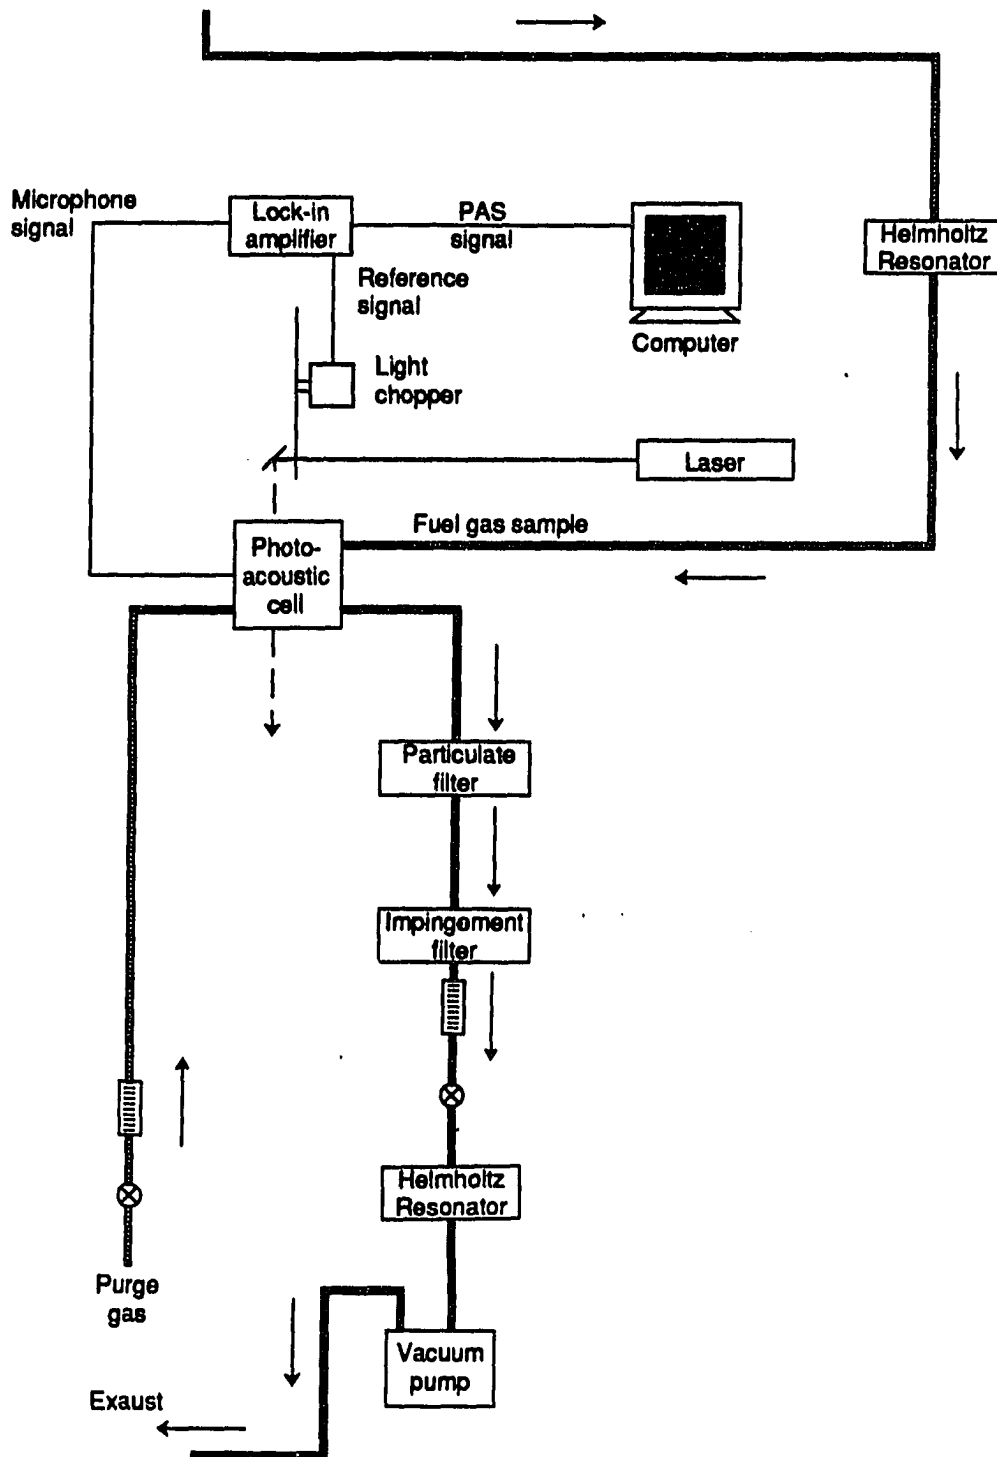 Microphone
signal
Lock-in
amplifier
PAS
signal
Helmholtz
Resonator
Reference
signal
Computer
Light
chopper
Laser
Fuel gas sample
Photo-
acoustic
cell
Particulate
filter
Impingement
filter
Helmholtz
Resonator
Purge
gas
Vacuum
pump
Exaust